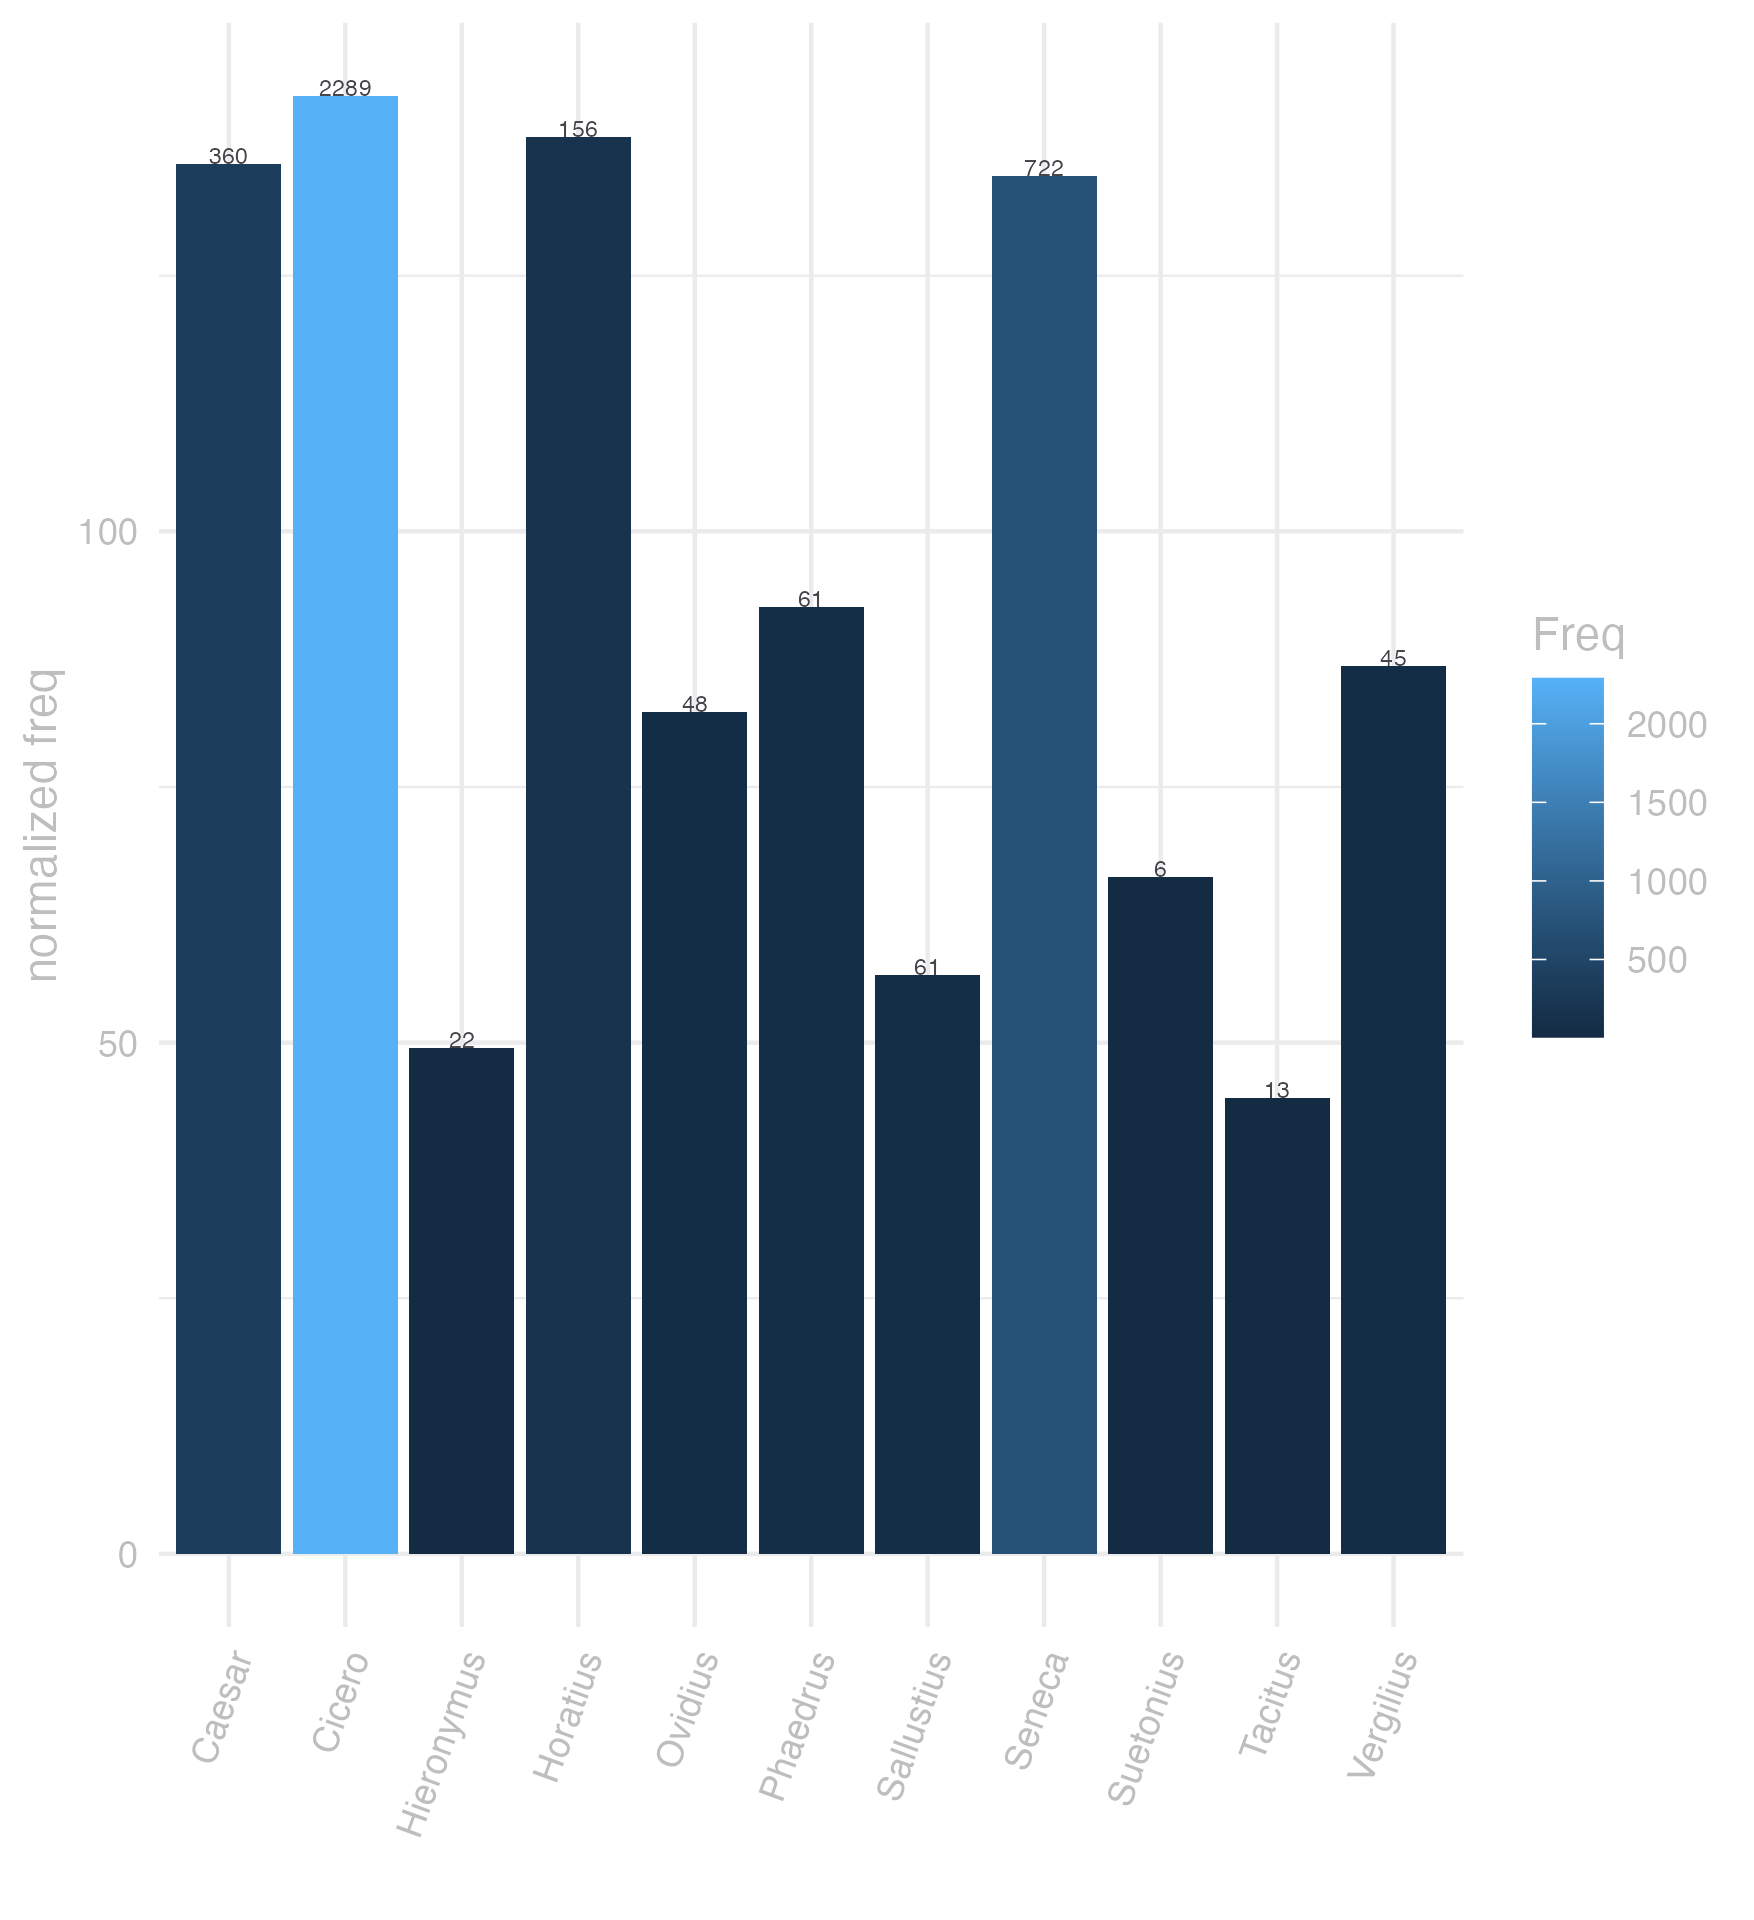 2289
156
360
722
100
61
Freq
45
48
2000
normalized freq
1500
6
1000
61
500
22
50
13
0
Caesar
Cicero
Hieronymus
Horatius
Ovidius
Phaedrus
Sallustius
Seneca
Suetonius
Tacitus
Vergilius